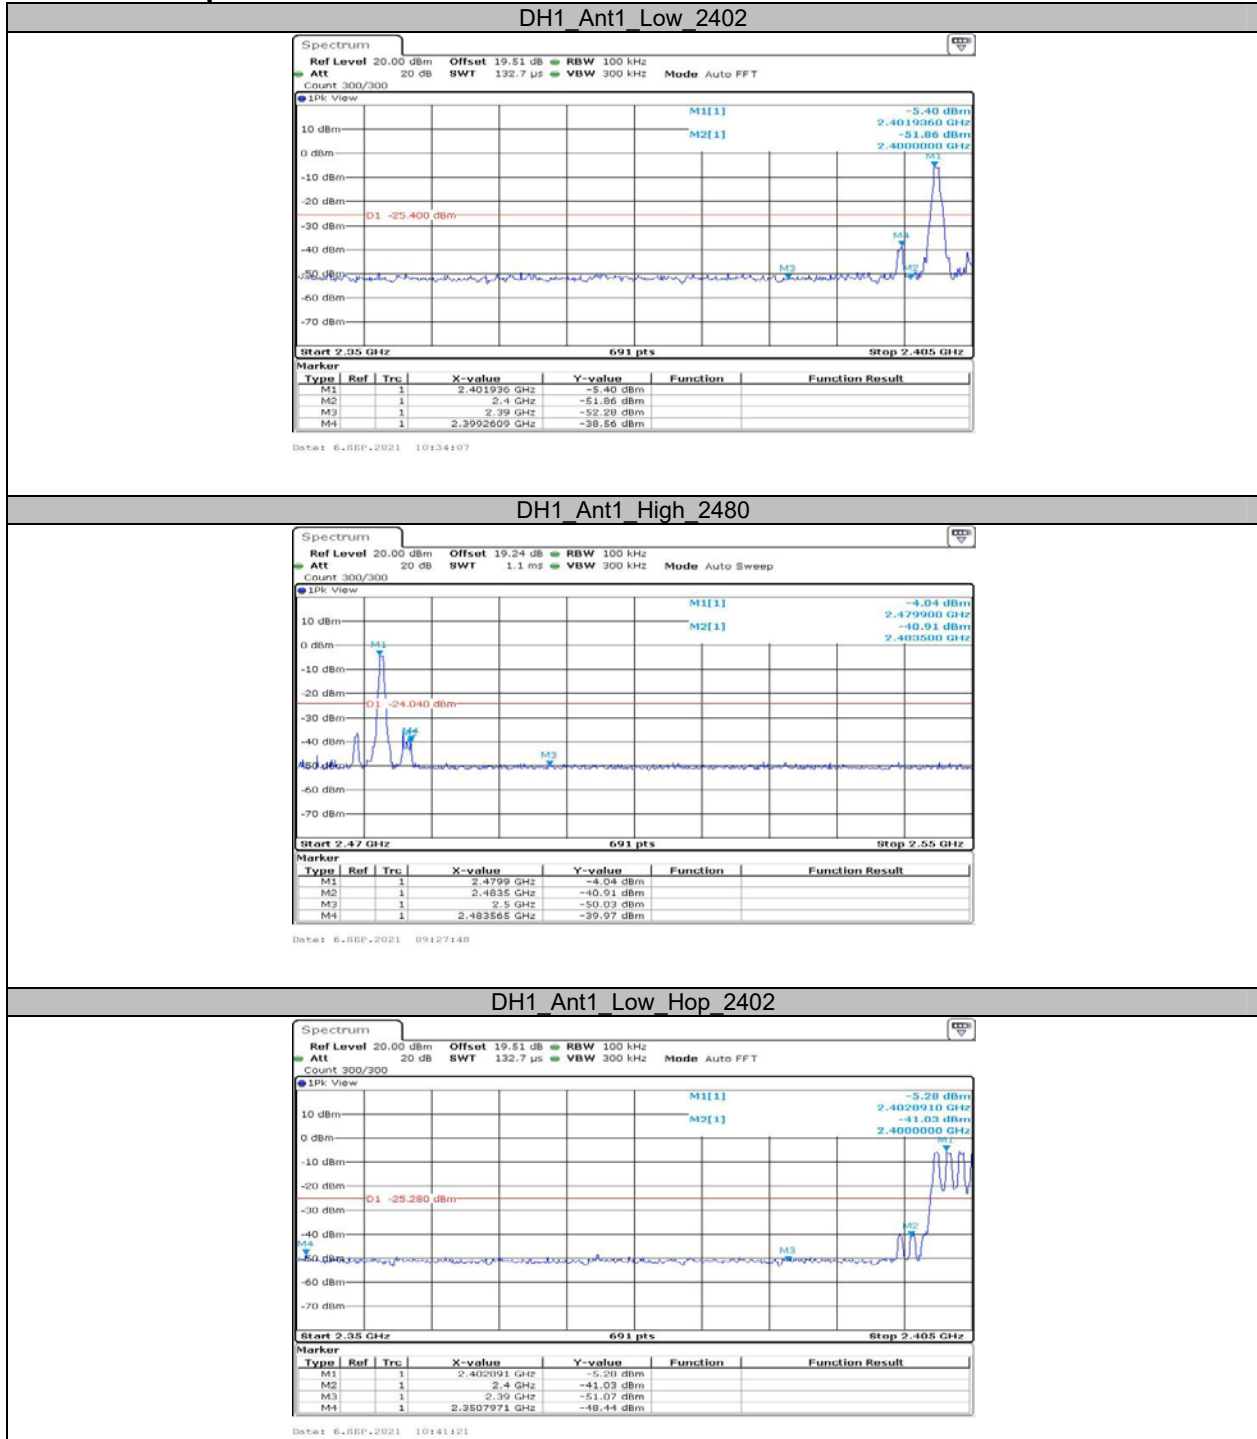 DH1_Ant1_Low_2402
Spectrum
Ref Level 20.00 dBm Offset 19.51 dB RBW 100 kHz
Att 20 dB SWT 132.7 µs VBW 300 kHz Mode Auto FFT
Count 300/300
1Pk View
M1[1] -5.40 dBm
2.4019360 GHz
10 dBm
M2[1] -51.86 dBm
2.4000000 GHz
0 dBm
M1
-10 dBm
-20 dBm
D1 -25.400 dBm
-30 dBm
M4
-40 dBm
M3 M2
-50 dBm
-60 dBm
-70 dBm
Start 2.35 GHz 691 pts Stop 2.405 GHz
Marker
Type Ref Trc X-value Y-value Function Function Result
M1 1 2.401936 GHz -5.40 dBm
M2 1 2.4 GHz -51.86 dBm
M3 1 2.39 GHz -52.28 dBm
M4 1 2.3992609 GHz -38.56 dBm
Date: 6.SEP.2021 10:34:07
DH1_Ant1_High_2480
Spectrum
Ref Level 20.00 dBm Offset 19.24 dB RBW 100 kHz
Att 20 dB SWT 1.1 ms VBW 300 kHz Mode Auto Sweep
Count 300/300
1Pk View
M1[1] -4.04 dBm
2.479900 GHz
10 dBm
M2[1] -40.91 dBm
2.483500 GHz
0 dBm
M1
-10 dBm
-20 dBm
D1 -24.040 dBm
-30 dBm
M4
-40 dBm
M3
-50 dBm
-60 dBm
-70 dBm
Start 2.47 GHz 691 pts Stop 2.55 GHz
Marker
Type Ref Trc X-value Y-value Function Function Result
M1 1 2.4799 GHz -4.04 dBm
M2 1 2.4835 GHz -40.91 dBm
M3 1 2.5 GHz -50.03 dBm
M4 1 2.483565 GHz -39.97 dBm
Date: 6.SEP.2021 09:27:48
DH1_Ant1_Low_Hop_2402
Spectrum
Ref Level 20.00 dBm Offset 19.51 dB RBW 100 kHz
Att 20 dB SWT 132.7 µs VBW 300 kHz Mode Auto FFT
Count 300/300
1Pk View
M1[1] -5.28 dBm
2.4028910 GHz
10 dBm
M2[1] -41.03 dBm
2.4000000 GHz
0 dBm
M1
-10 dBm
-20 dBm
D1 -25.280 dBm
-30 dBm
M2
-40 dBm
M4 M3
-50 dBm
-60 dBm
-70 dBm
Start 2.35 GHz 691 pts Stop 2.405 GHz
Marker
Type Ref Trc X-value Y-value Function Function Result
M1 1 2.402891 GHz -5.28 dBm
M2 1 2.4 GHz -41.03 dBm
M3 1 2.39 GHz -51.07 dBm
M4 1 2.3507971 GHz -48.44 dBm
Date: 6.SEP.2021 10:41:21